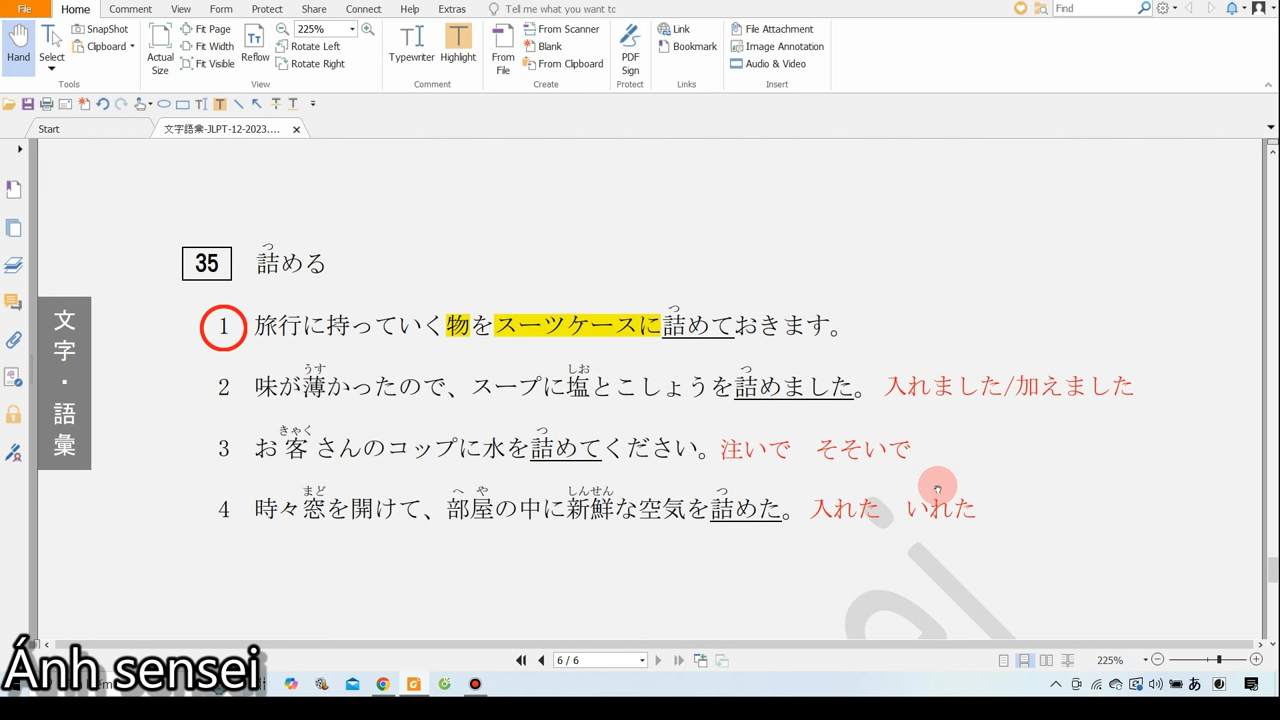 File Home Comment View Form Protect Share Connect Help Extras Tell me what you want tc Find
SnapShot Fit Page 225% From Scanner Link File Attachment
Clipboard Fit Width Rotate Left Blank Bookmark Image Annotation
Hand Select Actual Size Fit Visible Reflow Rotate Right Typewriter Highlight From File From Clipboard PDF Sign Audio & Video
Tools View Comment Create Protect Links Insert
Start 文字語彙-JLPT-12-2023....
つ
35 詰める
つ
1 旅行に持っていく物をスーツケースに詰めておきます。
うす しお つ
2 味が薄かったので、スープに塩とこしょうを詰めました。 入れました/加えました
きゃく つ
3 お客さんのコップに水を詰めてください。 注いで そそいで
まど へや しんせん つ
4 時々窓を開けて、部屋の中に新鮮な空気を詰めた。 入れた いれた
文字・語彙
6 / 6 225%
Ánh sensei
あ